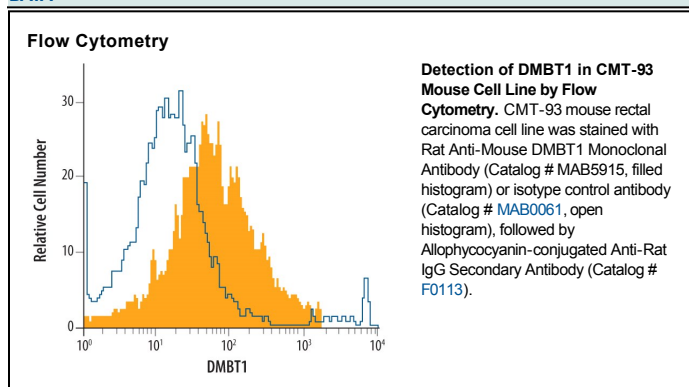 Flow Cytometry
Relative Cell Number
30
20
10
0
10⁰
10¹
10²
10³
10⁴
DMBT1
Detection of DMBT1 in CMT-93
Mouse Cell Line by Flow
Cytometry. CMT-93 mouse rectal
carcinoma cell line was stained with
Rat Anti-Mouse DMBT1 Monoclonal
Antibody (Catalog # MAB5915, filled
histogram) or isotype control antibody
(Catalog # MAB0061, open
histogram), followed by
Allophycocyanin-conjugated Anti-Rat
IgG Secondary Antibody (Catalog #
F0113).